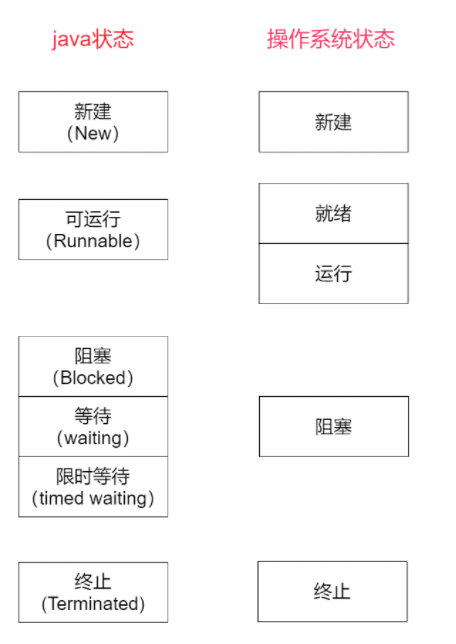 java状态
操作系统状态
新建
(New)
新建
可运行
(Runnable)
就绪
运行
阻塞
(Blocked)
等待
(waiting)
限时等待
(timed waiting)
阻塞
终止
(Terminated)
终止